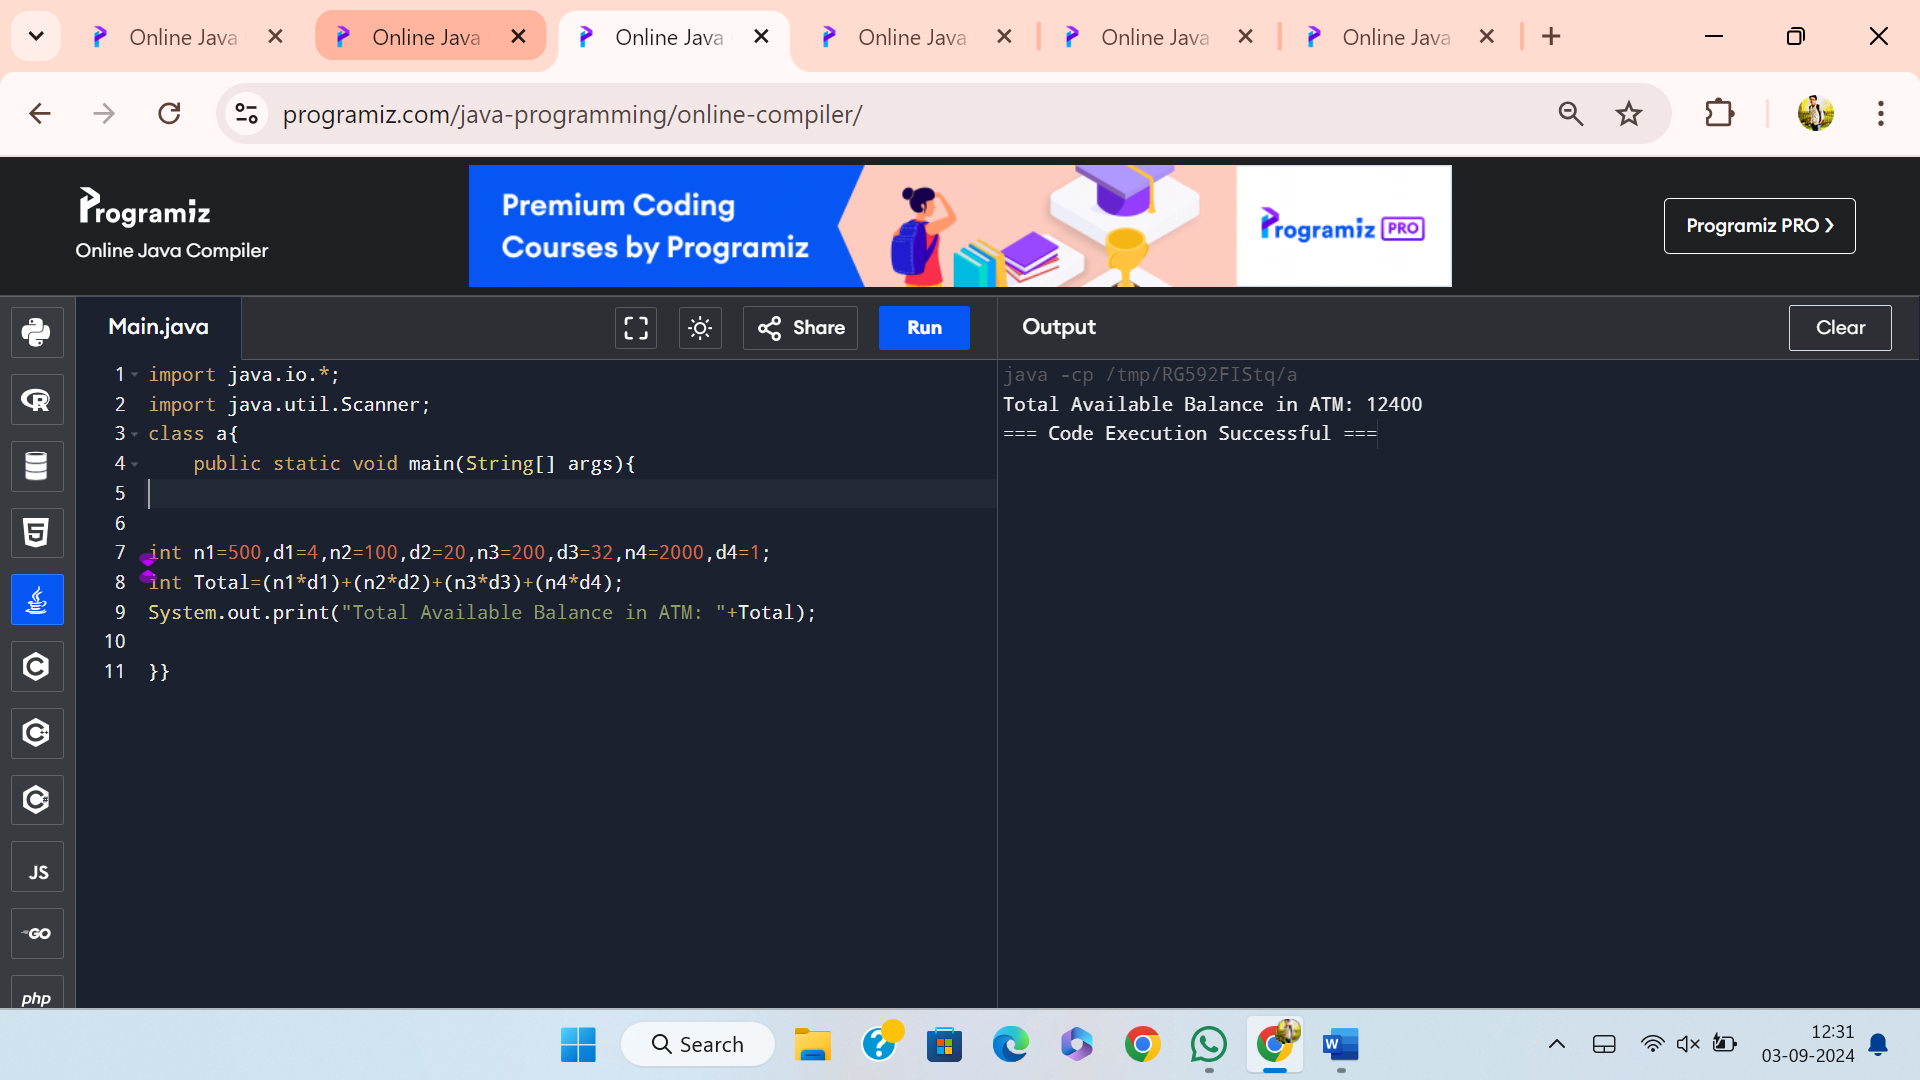 Online Java
Online Java
Online Java
Online Java
Online Java
Online Java
programiz.com/java-programming/online-compiler/
Programiz
Online Java Compiler
Premium Coding
Courses by Programiz
Programiz PRO
Programiz PRO ❯
Main.java
Share
Run
Output
Clear
1 import java.io.*;
2 import java.util.Scanner;
3 class a{
4 public static void main(String[] args){
5
6
7 int n1=500,d1=4,n2=100,d2=20,n3=200,d3=32,n4=2000,d4=1;
8 int Total=(n1*d1)+(n2*d2)+(n3*d3)+(n4*d4);
9 System.out.print("Total Available Balance in ATM: "+Total);
10
11 }}
java -cp /tmp/RG592FIStq/a
Total Available Balance in ATM: 12400
=== Code Execution Successful ===
JS
GO
php
Search
12:31
03-09-2024